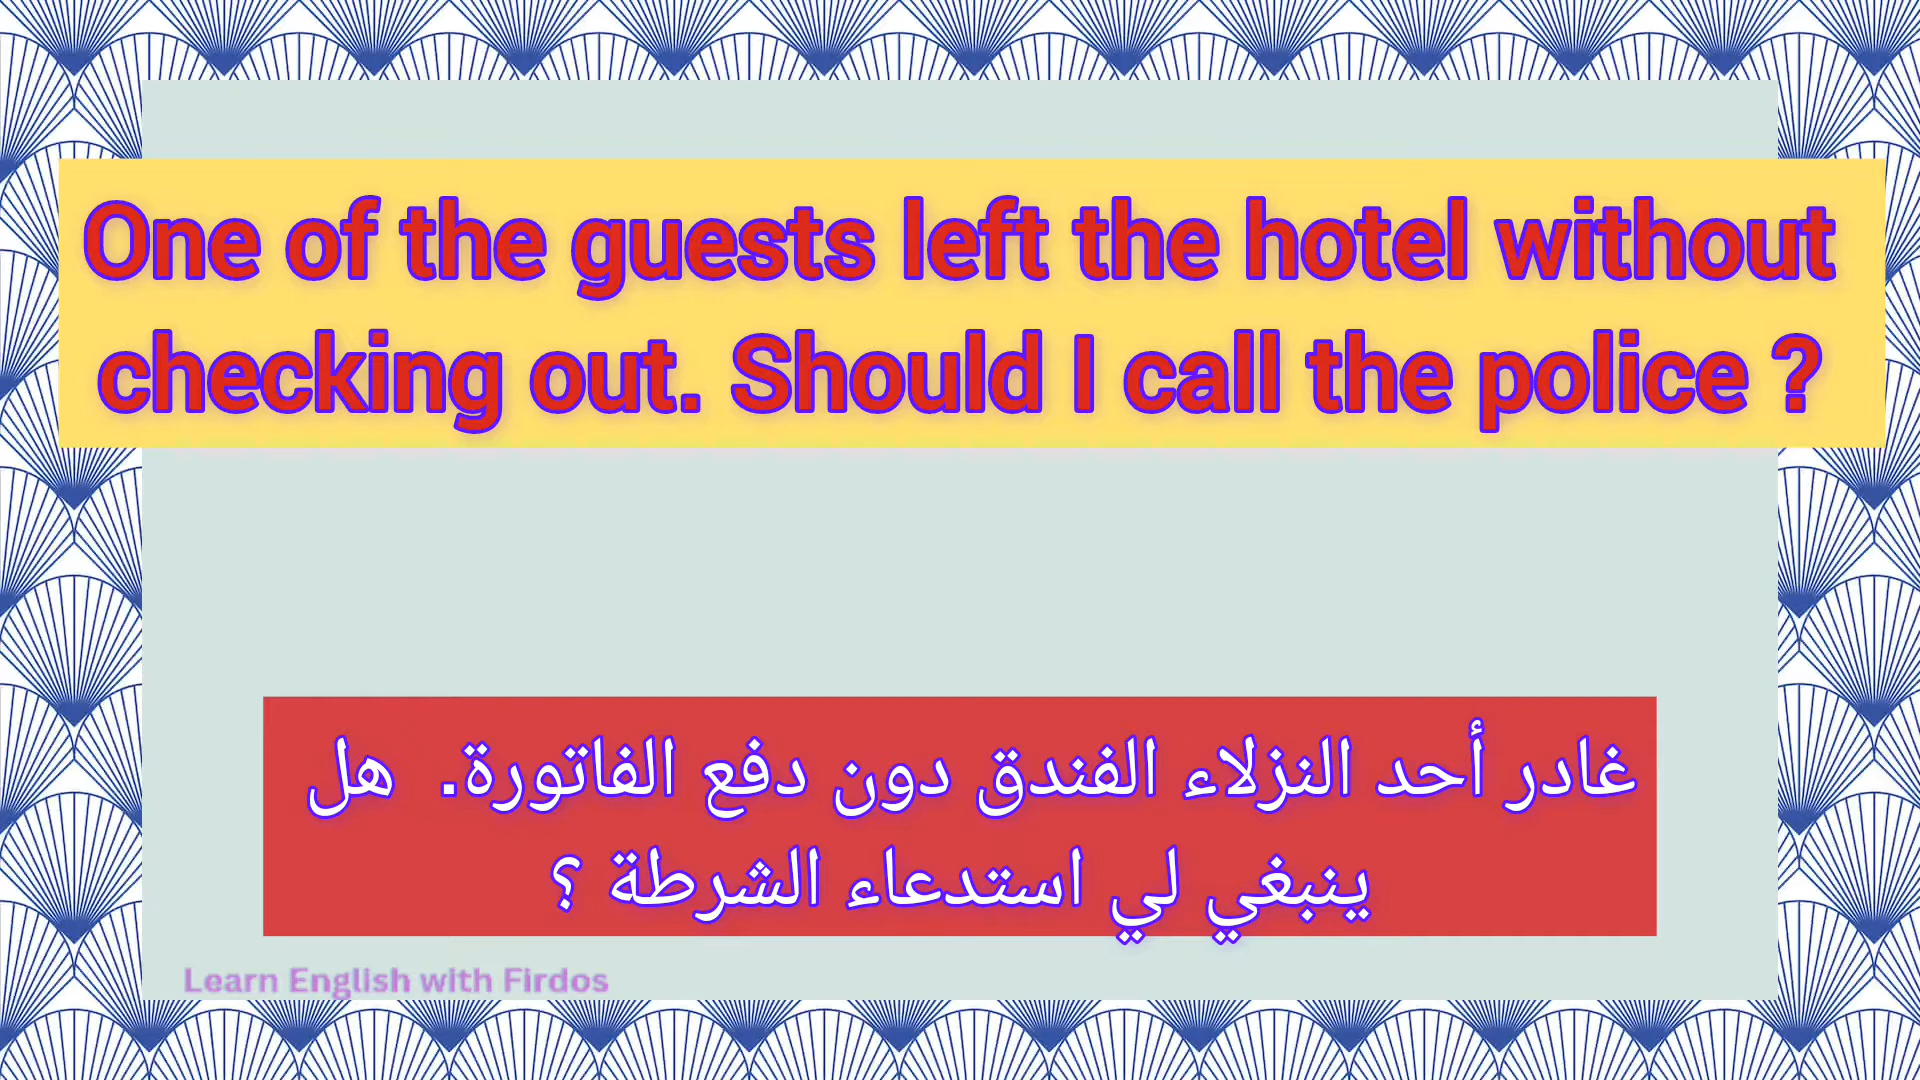 One of the guests left the hotel without
checking out. Should I call the police ?
غادر أحد النزلاء الفندق دون دفع الفاتورة. هل
ينبغي لي استدعاء الشرطة ؟
Learn English with Firdos